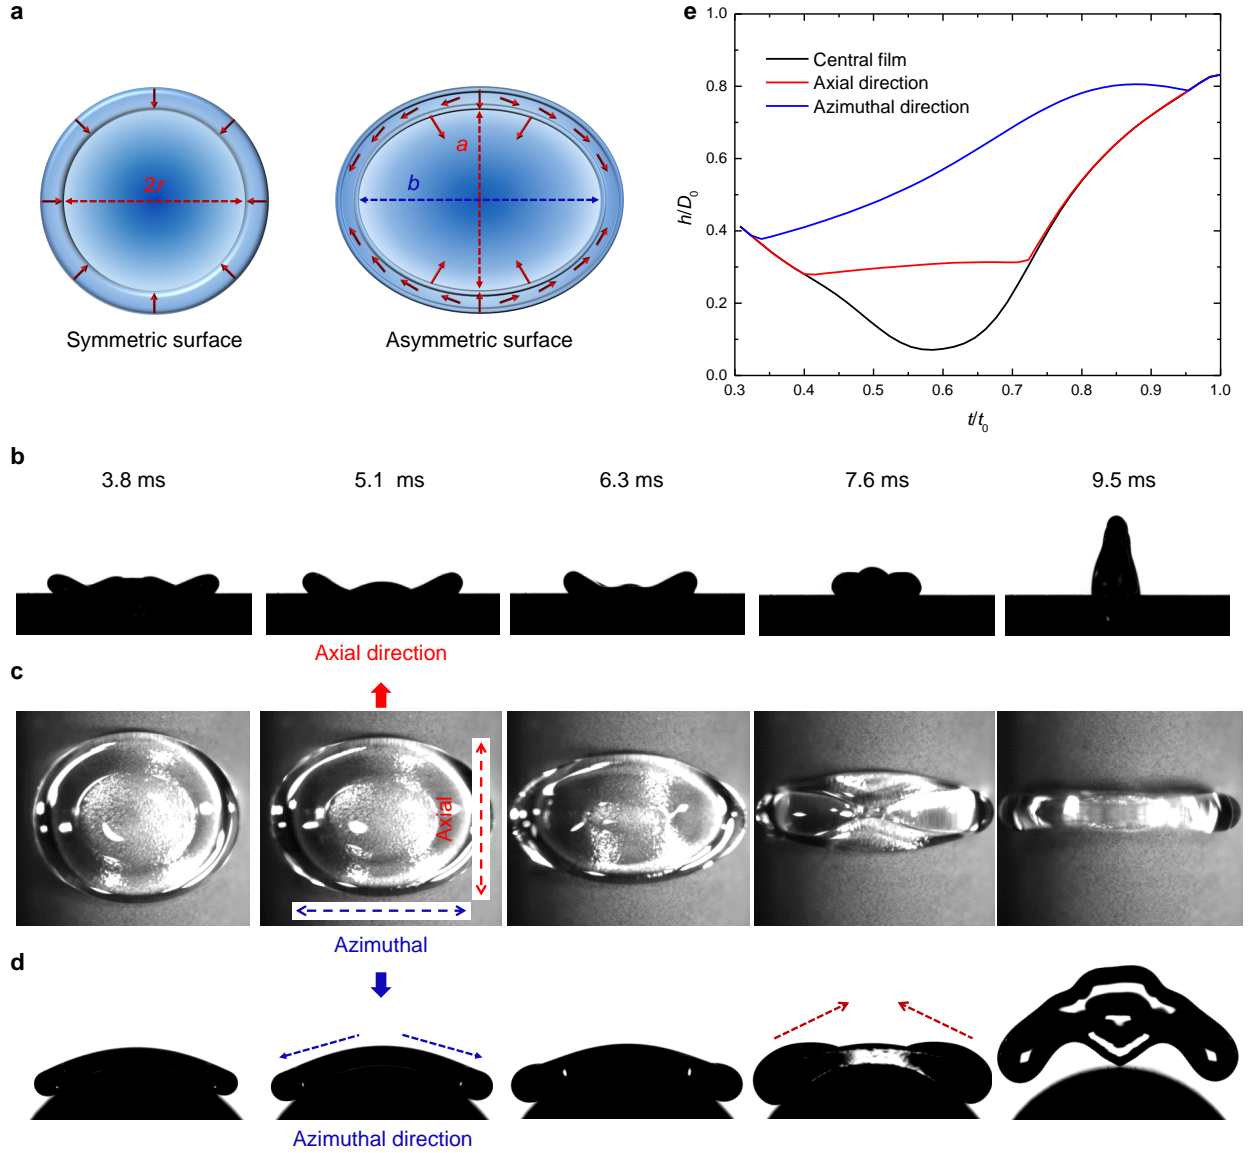 a
2r
Symmetric surface
a
b
Asymmetric surface
e
1.0
0.8
0.6
0.4
0.2
0.0
h/D0
Central film
Axial direction
Azimuthal direction
0.3 0.4 0.5 0.6 0.7 0.8 0.9 1.0
t/t0
b
3.8 ms 5.1 ms 6.3 ms 7.6 ms 9.5 ms
Axial direction
c
Axial
Azimuthal
d
Azimuthal direction